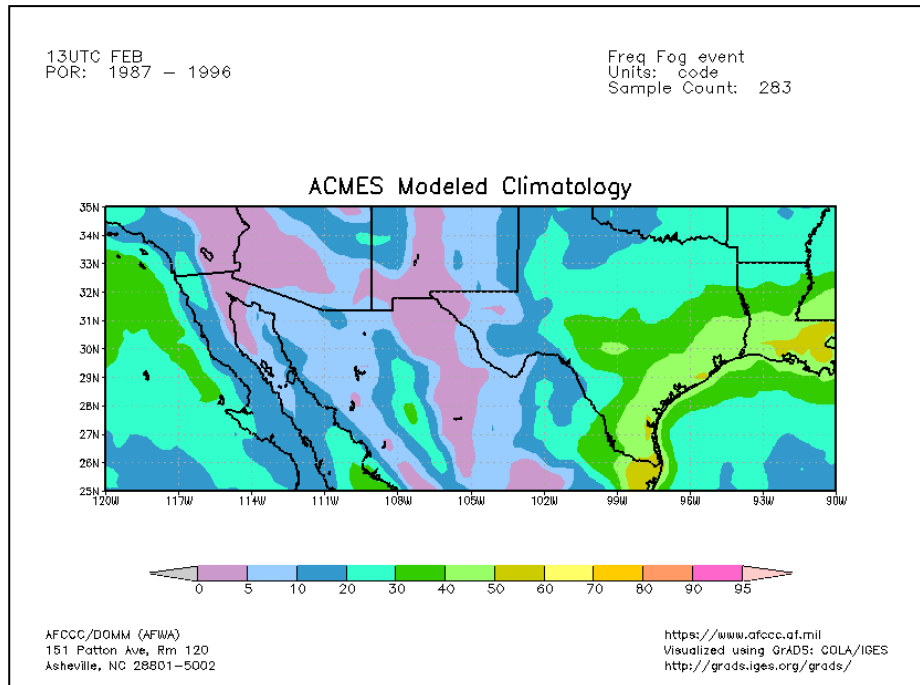 13UTC FEB
POR: 1987 – 1996
Freq Fog event
Units: code
Sample Count: 283
ACMES Modeled Climatology
35N
34N
33N
32N
31N
30N
29N
28N
27N
26N
25N
120W 117W 114W 111W 108W 105W 102W 99W 96W 93W 90W
0 5 10 20 30 40 50 60 70 80 90 95
AFCCC/DOMM (AFWA)
151 Patton Ave, Rm 120
Asheville, NC 28801–5002
https://www.afccc.af.mil
Visualized using GrADS: COLA/IGES
http://grads.iges.org/grads/